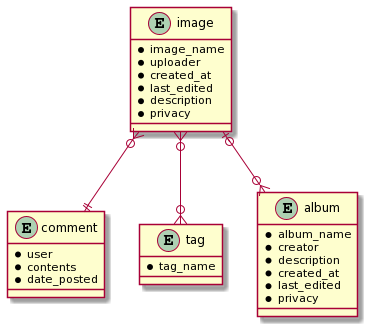 E image
image_name
uploader
created_at
last_edited
description
privacy
E comment
user
contents
date_posted
E tag
tag_name
E album
album_name
creator
description
created_at
last_edited
privacy